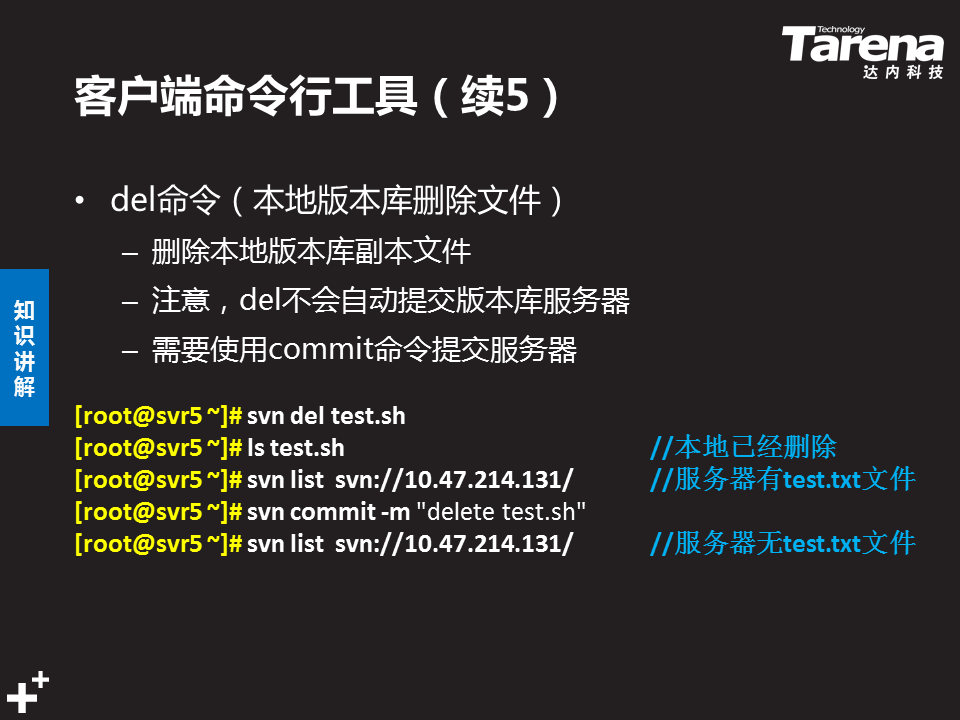 Technology
Tarena
达内科技
客户端命令行工具（续5）
• del命令（本地版本库删除文件）
– 删除本地版本库副本文件
– 注意，del不会自动提交版本库服务器
– 需要使用commit命令提交服务器
知识讲解
[root@svr5 ~]# svn del test.sh
[root@svr5 ~]# ls test.sh //本地已经删除
[root@svr5 ~]# svn list svn://10.47.214.131/ //服务器有test.txt文件
[root@svr5 ~]# svn commit -m "delete test.sh"
[root@svr5 ~]# svn list svn://10.47.214.131/ //服务器无test.txt文件